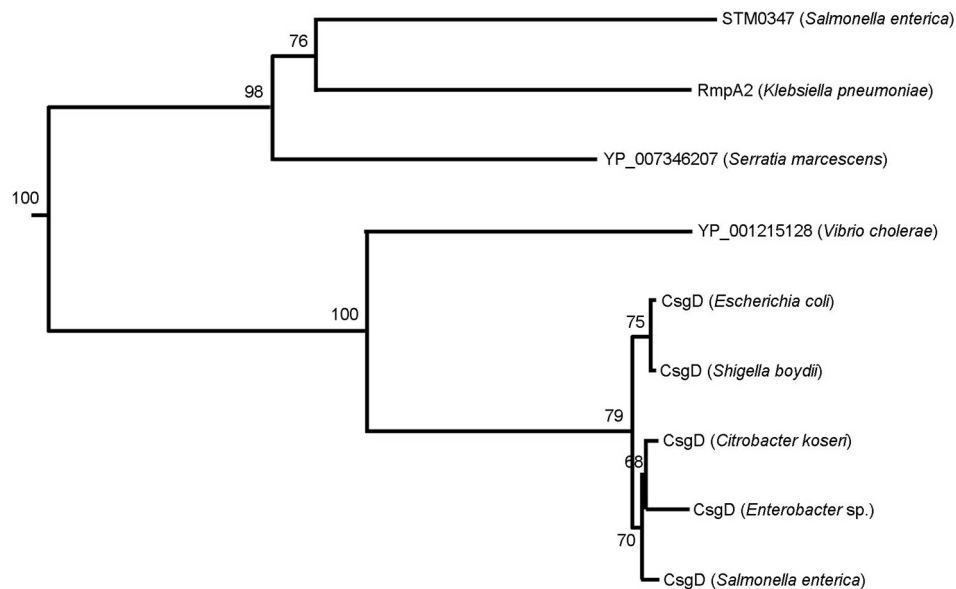 STM0347 (Salmonella enterica)
76
RmpA2 (Klebsiella pneumoniae)
98
YP_007346207 (Serratia marcescens)
100
YP_001215128 (Vibrio cholerae)
CsgD (Escherichia coli)
100
75
CsgD (Shigella boydii)
79
CsgD (Citrobacter koseri)
68
CsgD (Enterobacter sp.)
70
CsgD (Salmonella enterica)